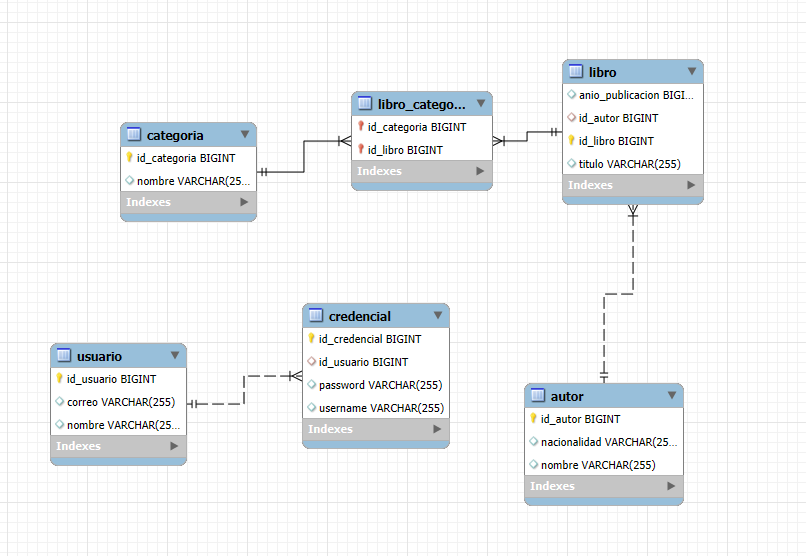 categoria
id_categoria BIGINT
nombre VARCHAR(25...
Indexes
libro_catego...
id_categoria BIGINT
id_libro BIGINT
Indexes
libro
anio_publicacion BIGI...
id_autor BIGINT
id_libro BIGINT
titulo VARCHAR(255)
Indexes
usuario
id_usuario BIGINT
correo VARCHAR(255)
nombre VARCHAR(25...
Indexes
credencial
id_credencial BIGINT
id_usuario BIGINT
password VARCHAR(255)
username VARCHAR(255)
Indexes
autor
id_autor BIGINT
nacionalidad VARCHAR(25...
nombre VARCHAR(255)
Indexes